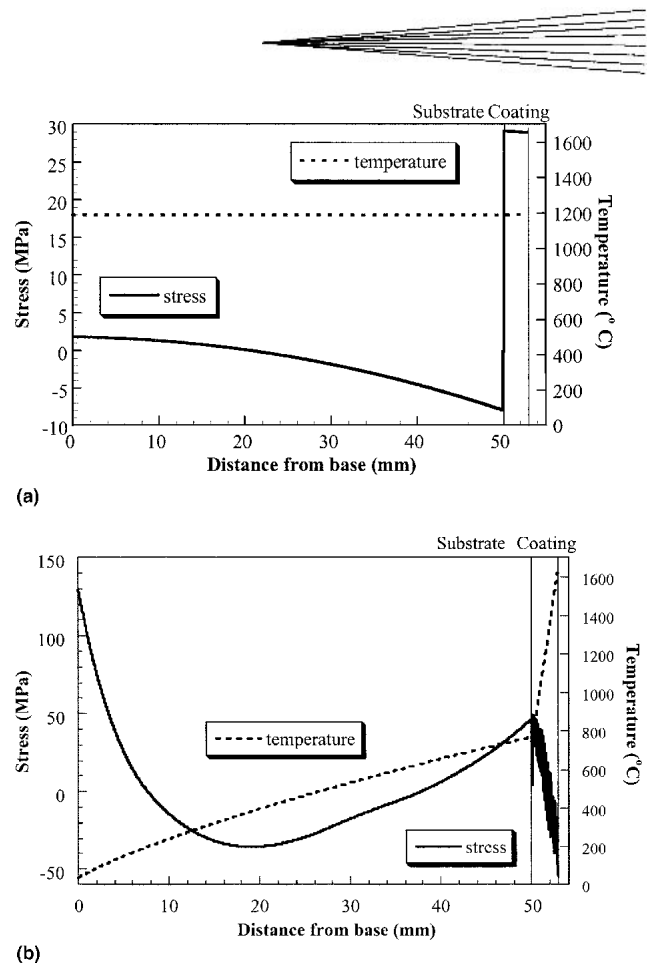 Substrate Coating
30
25
20
15
10
5
0
-5
-10
1600
1400
1200
1000
800
600
400
200
0
temperature
stress
Stress (MPa)
Temperature (° C)
0 10 20 30 40 50
Distance from base (mm)
(a)
Substrate Coating
150
100
50
0
-50
1600
1400
1200
1000
800
600
400
200
0
temperature
stress
Stress (MPa)
Temperature (°C)
0 10 20 30 40 50
Distance from base (mm)
(b)